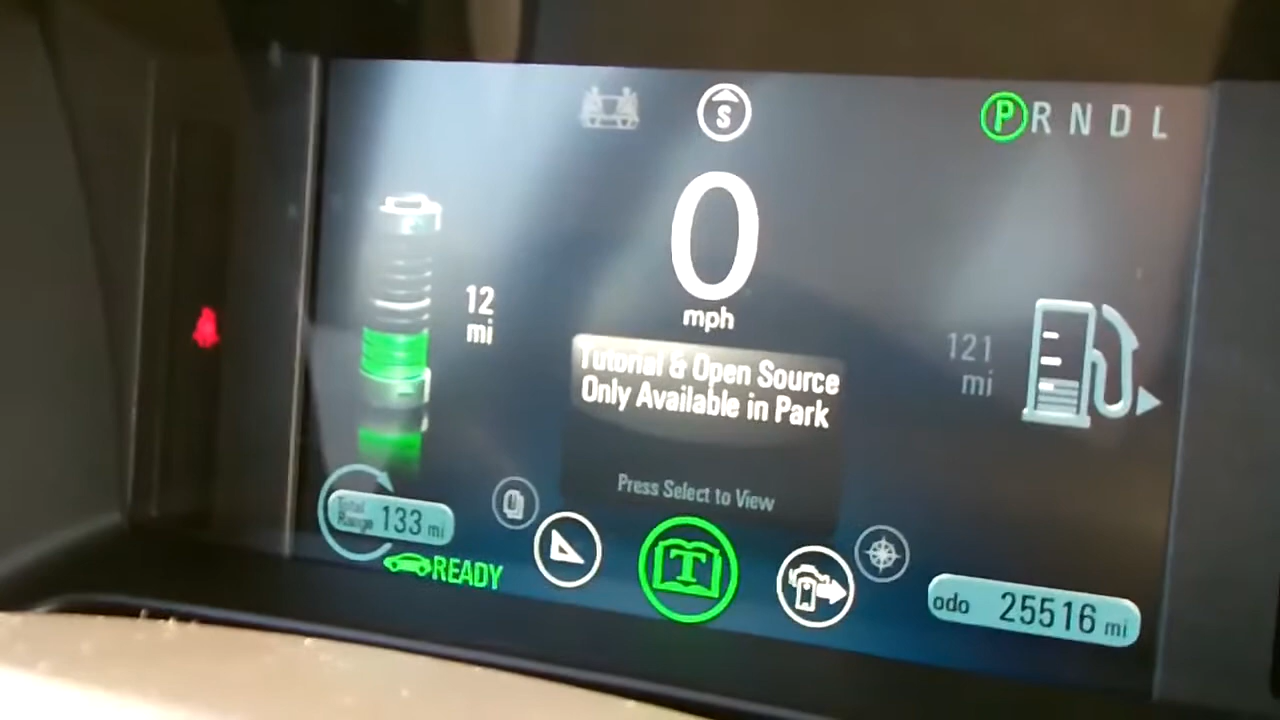 S
P R N D L
0
mph
12
mi
121
mi
Tutorial & Open Source
Only Available in Park
Press Select to View
Total
Range 133 mi
READY
T
odo 25516 mi